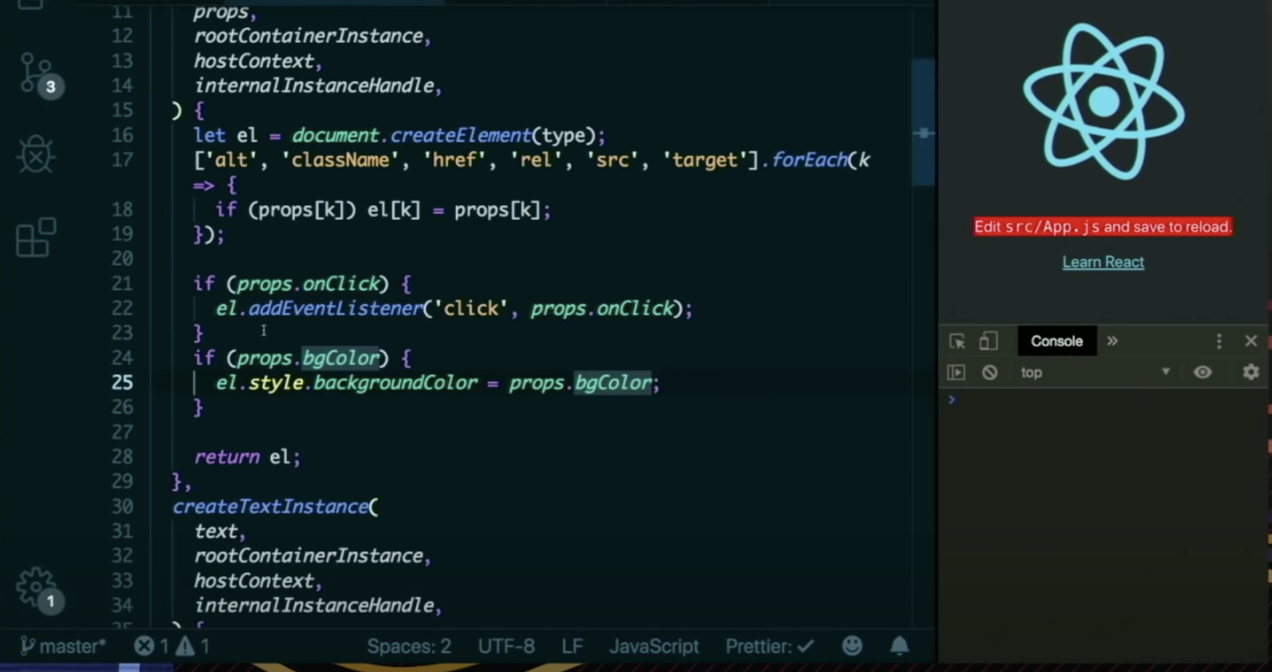 11 props,
12 rootContainerInstance,
13 hostContext,
14 internalInstanceHandle,
15 ) {
16 let el = document.createElement(type);
17 ['alt', 'className', 'href', 'rel', 'src', 'target'].forEach(k
=> {
18 if (props[k]) el[k] = props[k];
19 });
20
21 if (props.onClick) {
22 el.addEventListener('click', props.onClick);
23 }
24 if (props.bgColor) {
25 el.style.backgroundColor = props.bgColor;
26 }
27
28 return el;
29 },
30 createTextInstance(
31 text,
32 rootContainerInstance,
33 hostContext,
34 internalInstanceHandle,
35 ) {
3
1
master* 1 1 Spaces: 2 UTF-8 LF JavaScript Prettier: ✓
Edit src/App.js and save to reload.
Learn React
Console »
top
>